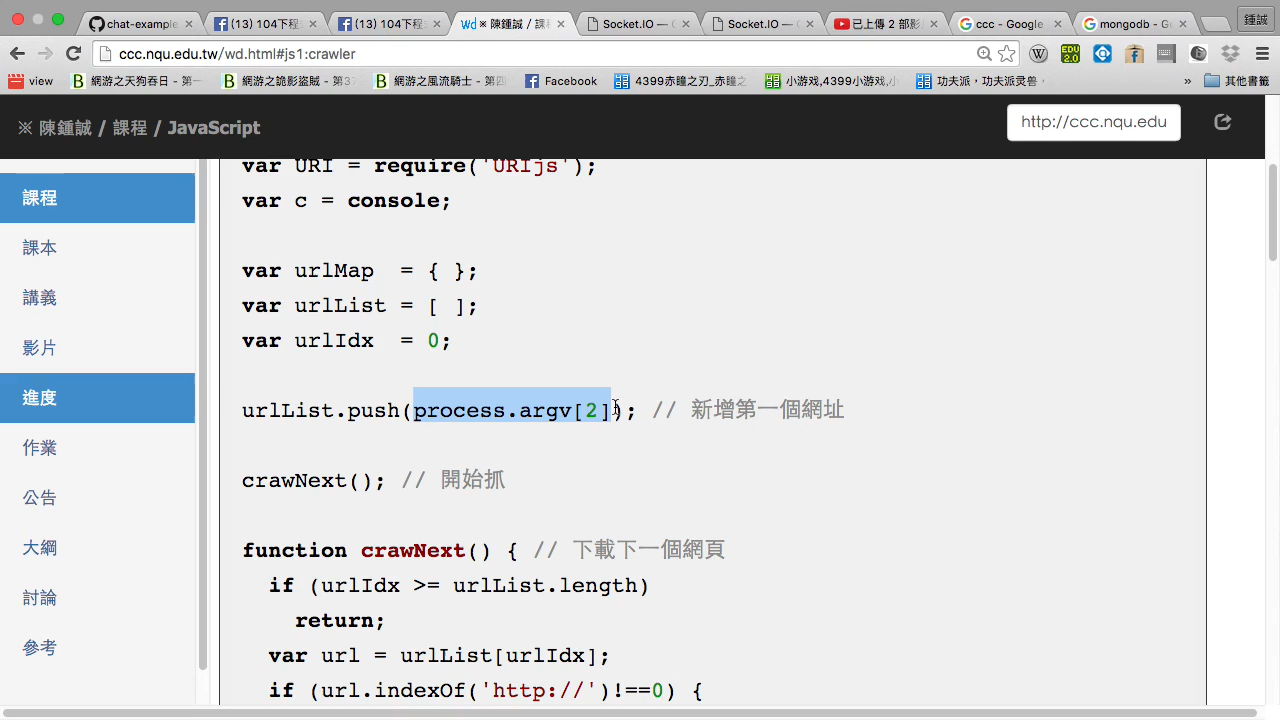 chat-example
(13) 104下程
(13) 104下程
Wd ※ 陳鍾誠 / 課程
Socket.IO — C
Socket.IO — C
已上傳 2 部影
ccc - Google
mongodb - Go
鍾誠
ccc.nqu.edu.tw/wd.html#js1:crawler
W
EDU 2.0
view
B 網游之天狗春日 - 第一
B 網游之詭影盜賊 - 第3
B 網游之風流騎士 - 第四
Facebook
4399赤瞳之刃_赤瞳之
小游戏,4399小游戏,小
功夫派，功夫派灵兽，
»
其他書籤
※ 陳鍾誠 / 課程 / JavaScript
http://ccc.nqu.edu
課程
課本
講義
影片
進度
作業
公告
大綱
討論
參考
var URI = require('URIjs');
var c = console;
var urlMap  = { };
var urlList = [ ];
var urlIdx  = 0;
urlList.push(process.argv[2]); // 新增第一個網址
crawNext(); // 開始抓
function crawNext() { // 下載下一個網頁
if (urlIdx >= urlList.length)
return;
var url = urlList[urlIdx];
if (url.indexOf('http://')!==0) {